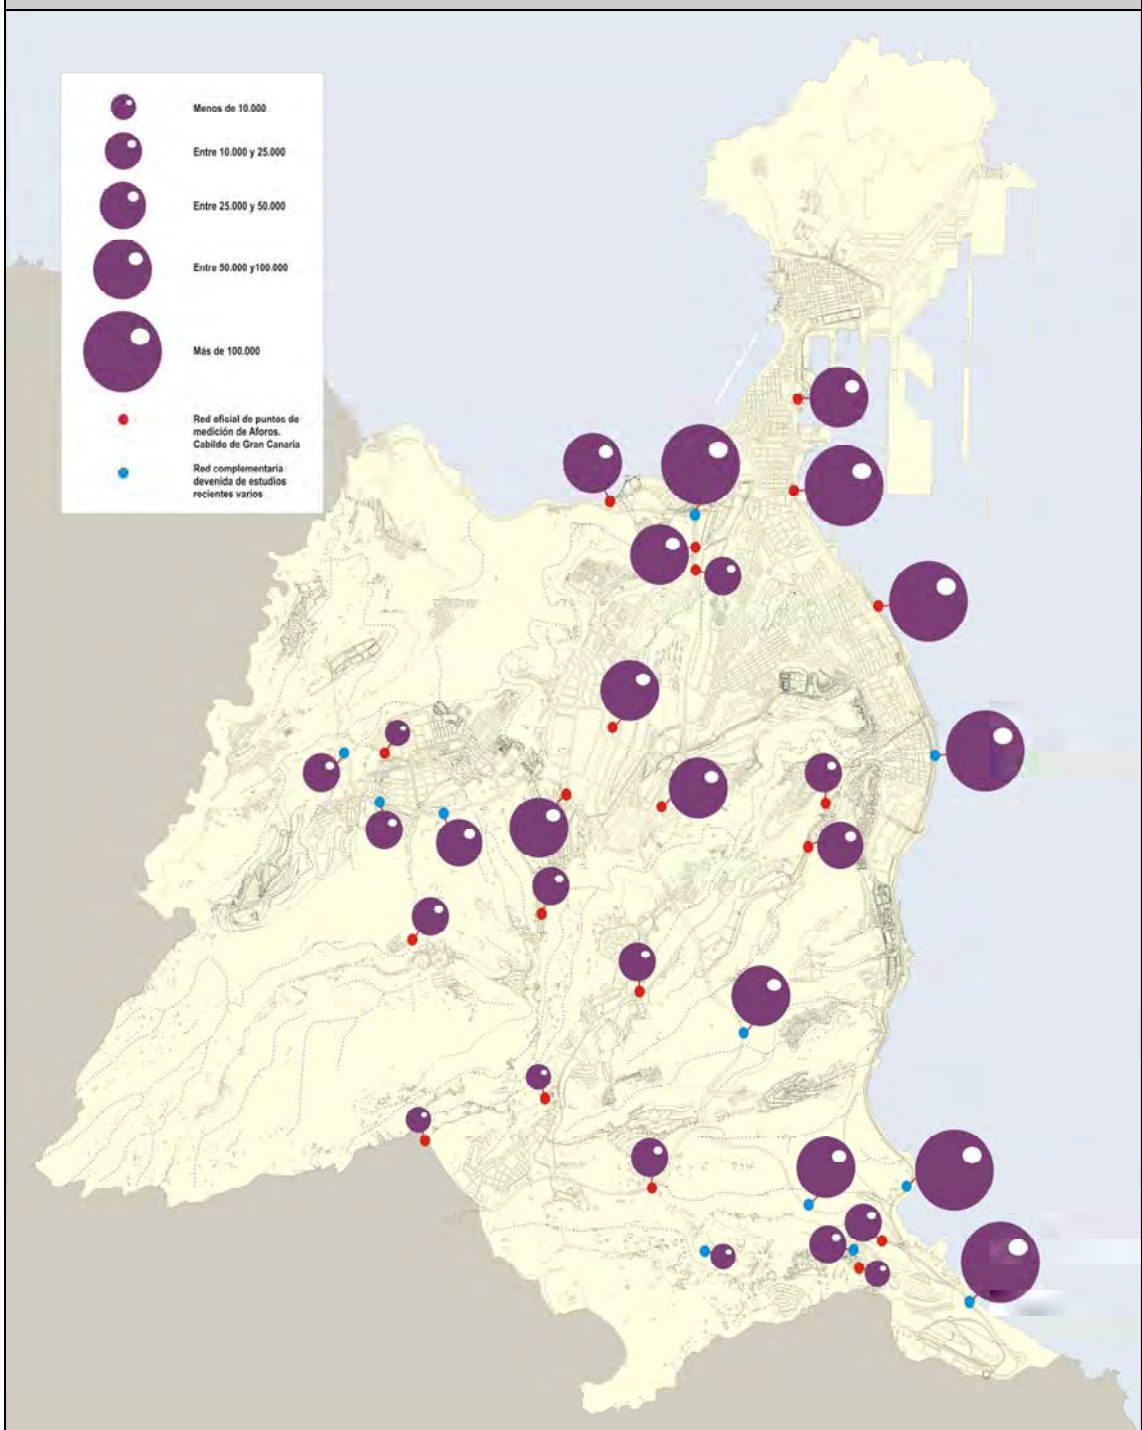 Menos de 10.000
Entre 10.000 y 25.000
Entre 25.000 y 50.000
Entre 50.000 y100.000
Más de 100.000
Red oficial de puntos de
medición de Aforos.
Cabildo de Gran Canaria
Red complementaria
devenida de estudios
recientes varios